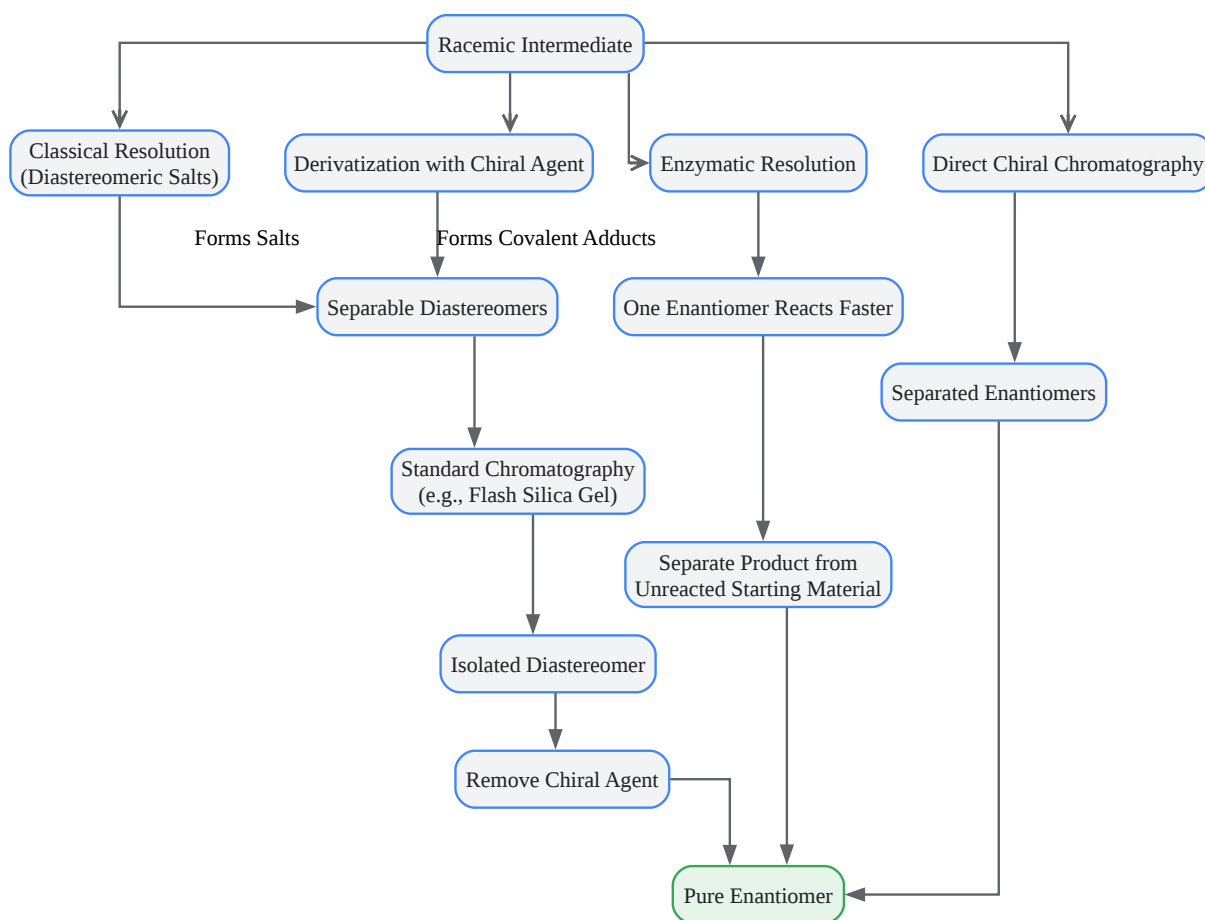 Racemic Intermediate
Classical Resolution
(Diastereomeric Salts)
Derivatization with Chiral Agent
Enzymatic Resolution
Direct Chiral Chromatography
Forms Salts
Forms Covalent Adducts
Separable Diastereomers
One Enantiomer Reacts Faster
Separated Enantiomers
Standard Chromatography
(e.g., Flash Silica Gel)
Separate Product from
Unreacted Starting Material
Isolated Diastereomer
Remove Chiral Agent
Pure Enantiomer